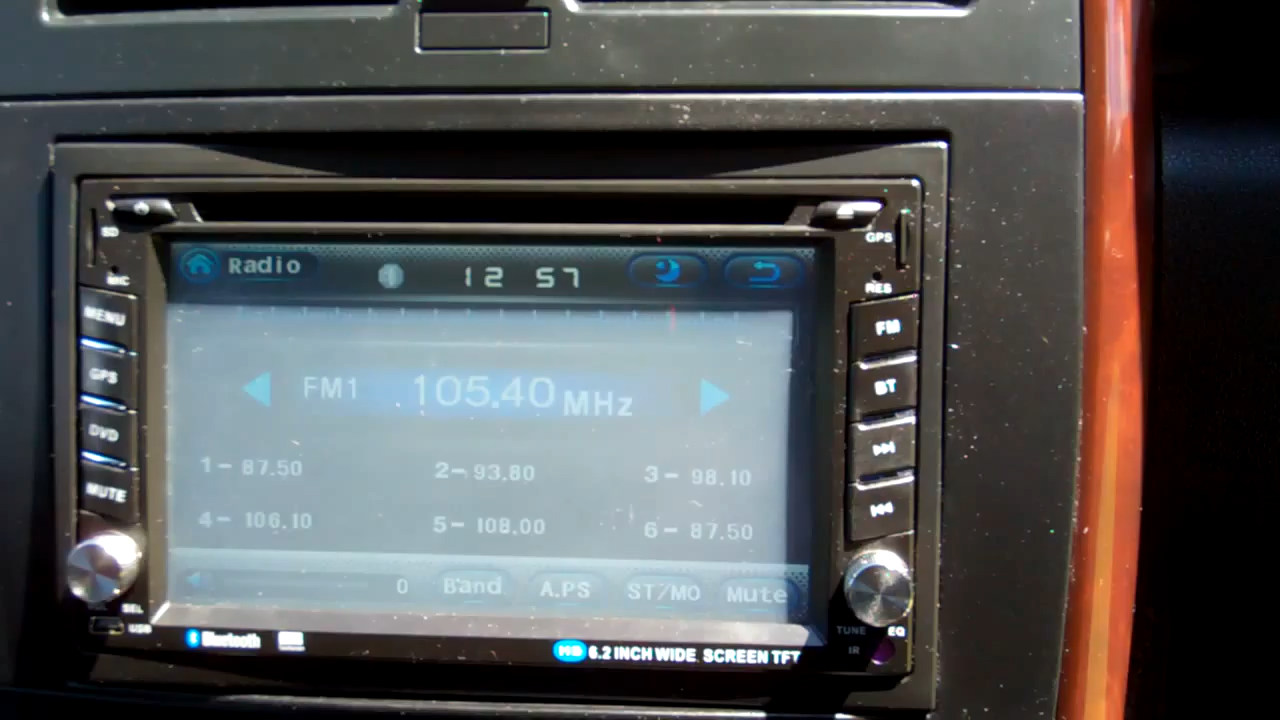 SD
GPS
Radio
12 57
MIC
RES
MENU
FM
GPS
FM1 105.40 MHz
BT
DVD
1- 87.50 2- 93.80 3- 98.10
MUTE
4- 106.10 5- 108.00 6- 87.50
0 Band A.PS ST/MO Mute
SEL
USB
TUNE EQ
Bluetooth
HD 6.2 INCH WIDE SCREEN TFT
IR